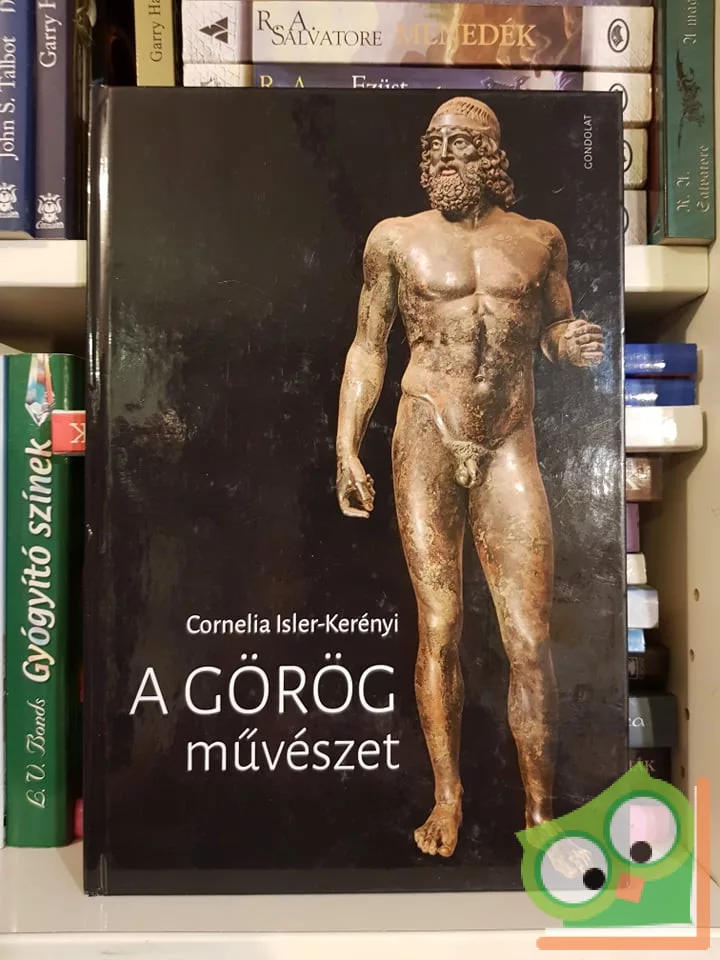 John S. Talbot
Garry
Garry Ha
R. A.
SALVATORE MENEDÉK
R. A.
Ezüst
R. A.
Salvatore
GONDOLAT
L. V. Bonds Gyógyító színek
Cornelia Isler-Kerényi
A GÖRÖG
művészet